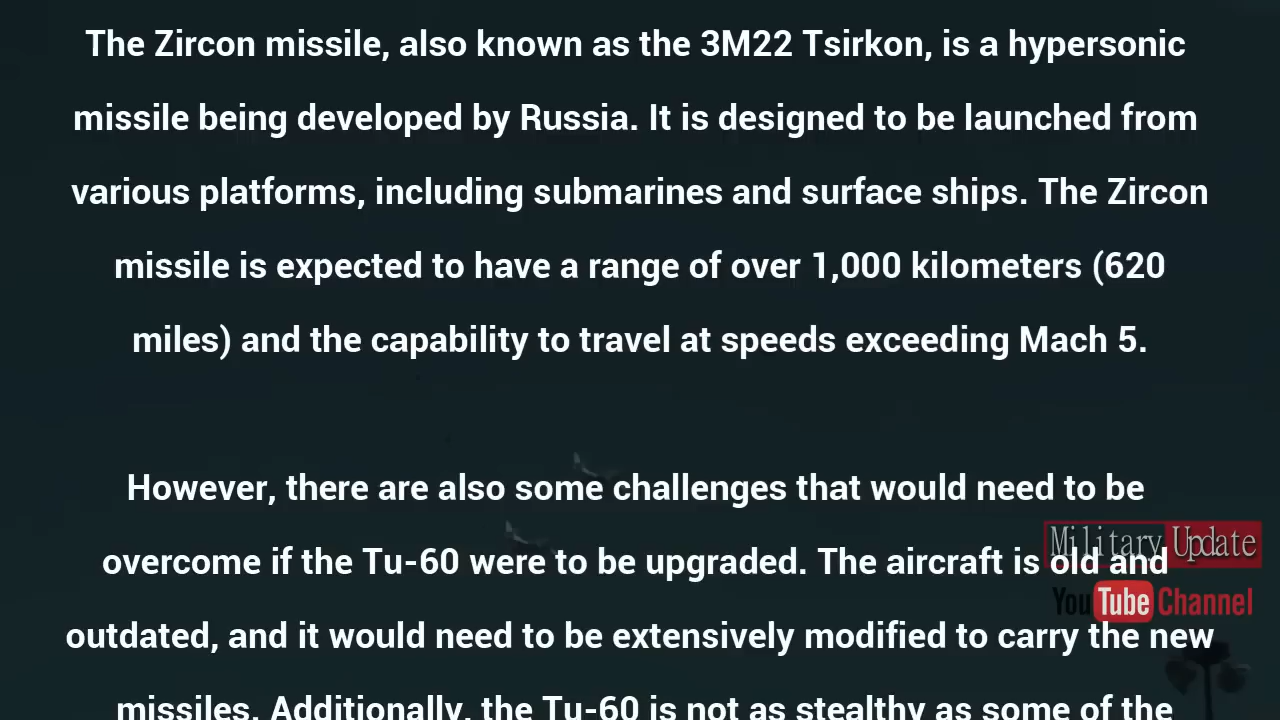 The Zircon missile, also known as the 3M22 Tsirkon, is a hypersonic
missile being developed by Russia. It is designed to be launched from
various platforms, including submarines and surface ships. The Zircon
missile is expected to have a range of over 1,000 kilometers (620
miles) and the capability to travel at speeds exceeding Mach 5.
However, there are also some challenges that would need to be
overcome if the Tu-60 were to be upgraded. The aircraft is old and
outdated, and it would need to be extensively modified to carry the new
missiles. Additionally, the Tu-60 is not as stealthy as some of the
Military Update
YouTube Channel